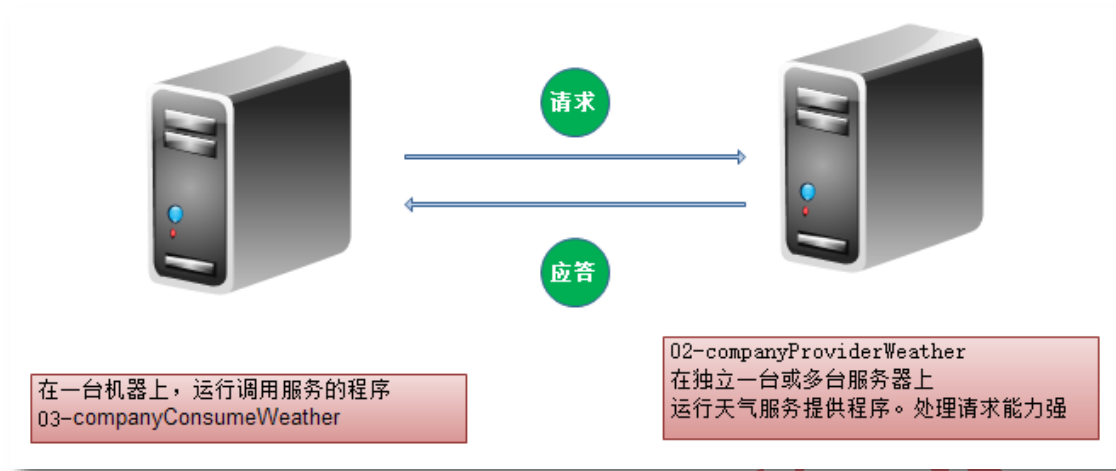 请求
应答
在一台机器上，运行调用服务的程序
03-companyConsumeWeather
02-companyProviderWeather
在独立一台或多台服务器上
运行天气服务提供程序。处理请求能力强